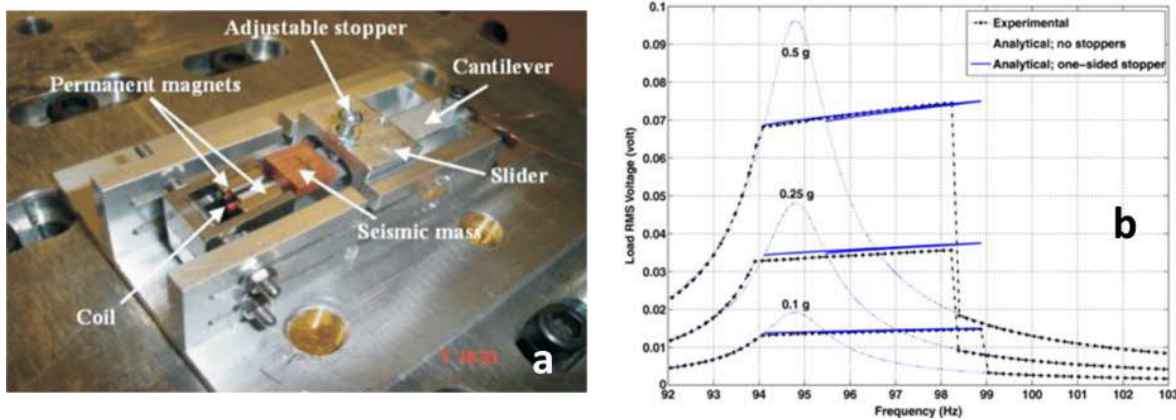 Adjustable stopper
Cantilever
Permanent magnets
Slider
Seismic mass
Coil
a
0.1
0.09
0.08
0.07
0.06
0.05
0.04
0.03
0.02
0.01
0
Load RMS Voltage (volt)
Experimental
Analytical; no stoppers
Analytical; one-sided stopper
0.5 g
0.25 g
0.1 g
b
92 93 94 95 96 97 98 99 100 101 102 103
Frequency (Hz)